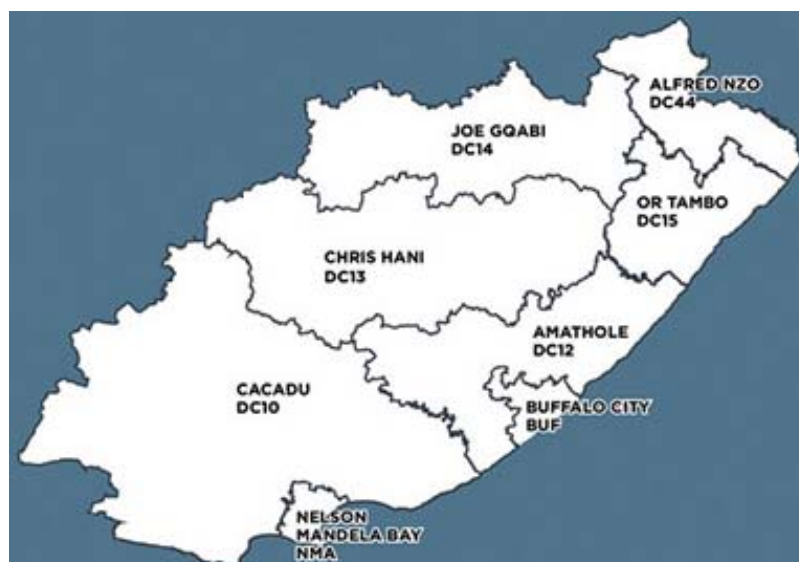 ALFRED NZO
DC44
JOE GQABI
DC14
OR TAMBO
DC15
CHRIS HANI
DC13
AMATHOLE
DC12
CACADU
DC10
BUFFALO CITY
BUF
NELSON
MANDELA BAY
NMA